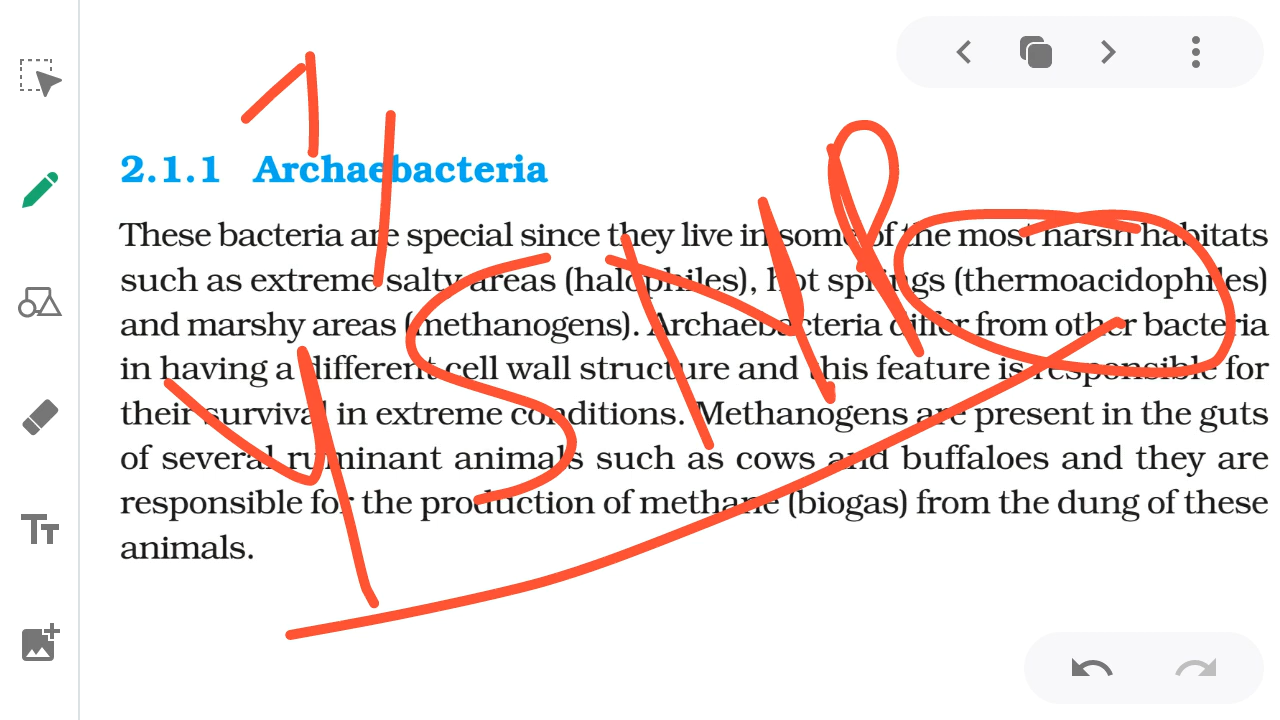 2.1.1 Archaebacteria
These bacteria are special since they live in some of the most harsh habitats
such as extreme salty areas (halophiles), hot springs (thermoacidophiles)
and marshy areas (methanogens). Archaebacteria differ from other bacteria
in having a different cell wall structure and this feature is responsible for
their survival in extreme conditions. Methanogens are present in the guts
of several ruminant animals such as cows and buffaloes and they are
responsible for the production of methane (biogas) from the dung of these
animals.